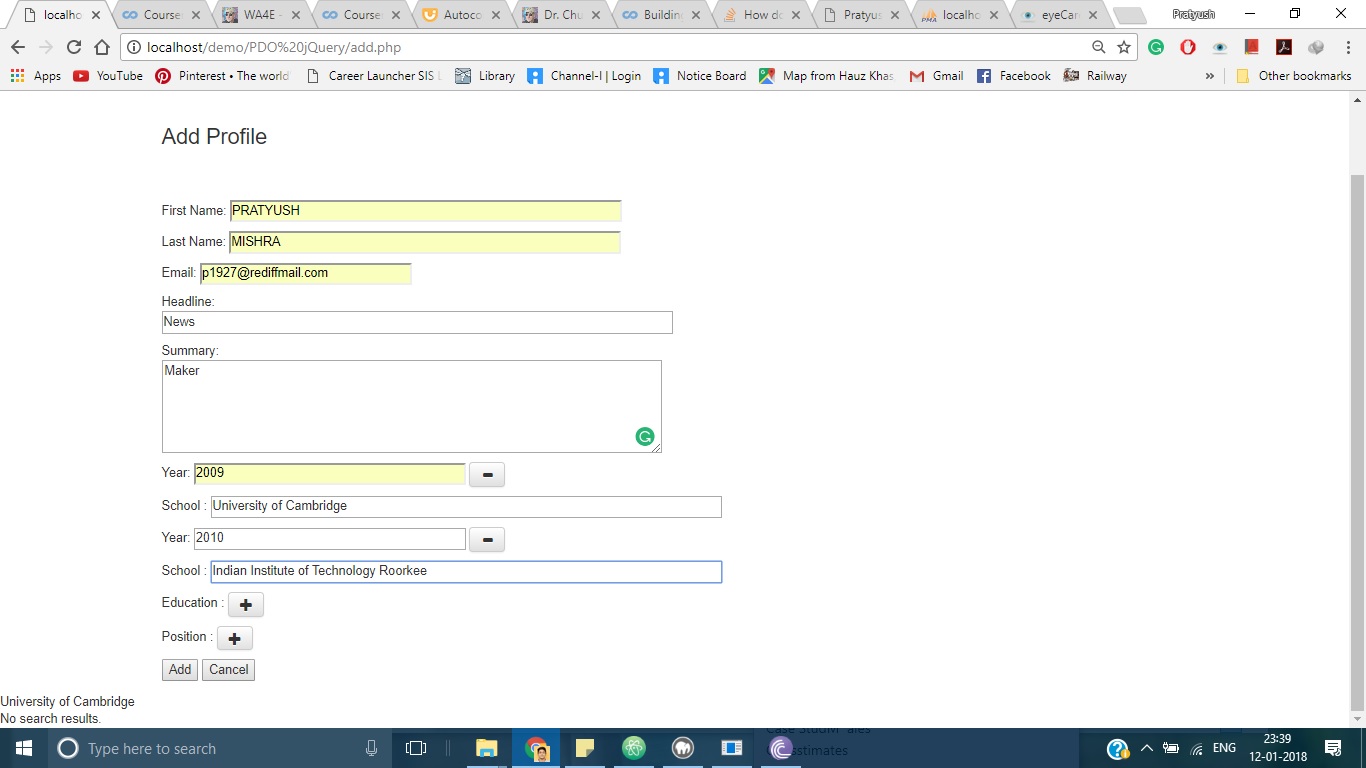 localho Course WA4E - Course Autoco Dr. Chu Building How do Pratyus localho eyeCar Pratyush
localhost/demo/PDO%20jQuery/add.php
Apps YouTube Pinterest • The world Career Launcher SIS L Library Channel-I | Login Notice Board Map from Hauz Khas Gmail Facebook Railway » Other bookmarks
Add Profile
First Name: PRATYUSH
Last Name: MISHRA
Email: p1927@rediffmail.com
Headline:
News
Summary:
Maker
Year: 2009
School : University of Cambridge
Year: 2010
School : Indian Institute of Technology Roorkee
Education :
Position :
Add Cancel
University of Cambridge
No search results.
Type here to search
ENG
23:39
12-01-2018